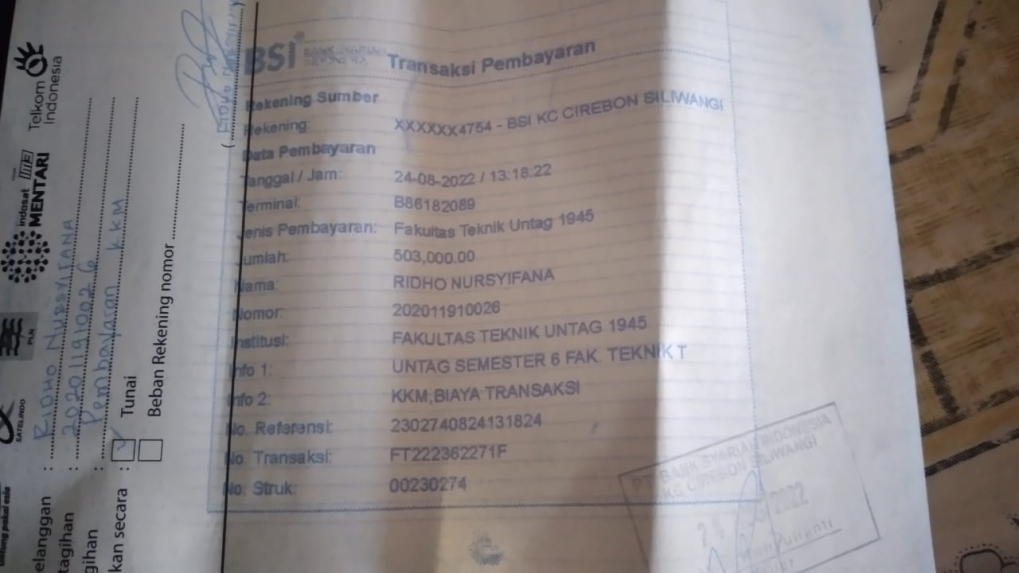 BSI Transaksi Pembayaran
Rekening Sumber
Rekening: XXXXXX4754 - BSI KC CIREBON SILIWANGI
Data Pembayaran
Tanggal / Jam: 24-08-2022 / 13:18:22
Terminal: B86182089
Jenis Pembayaran: Fakultas Teknik Untag 1945
Jumlah: 503,000.00
Nama: RIDHO NURSYIFANA
Nomor: 202011910026
Institusi: FAKULTAS TEKNIK UNTAG 1945
Info 1: UNTAG SEMESTER 6 FAK. TEKNIK T
Info 2: KKM,BIAYA TRANSAKSI
No. Referensi: 2302740824131824
No. Transaksi: FT222362271F
No. Struk: 00230274
PT. BANK SYARIAH INDONESIA
KC CIREBON SILIWANGI
2022
Telkom
Indonesia
indosat
MENTARI
PLN
SATELINDO
elanggan : RIDHO NURSYIFANA
tagihan : 202011910026
gihan : Pembayaran KKM
kan secara : Tunai
Beban Rekening nomor